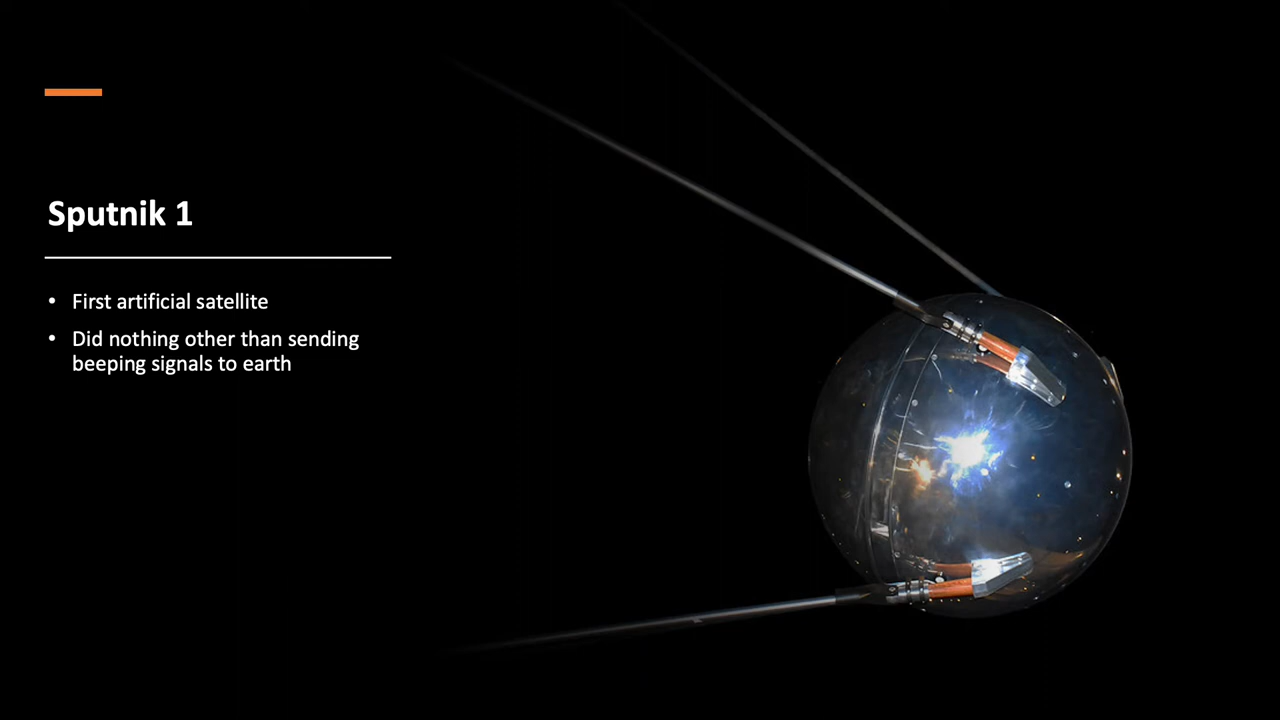 Sputnik 1
• First artificial satellite
• Did nothing other than sending
beeping signals to earth